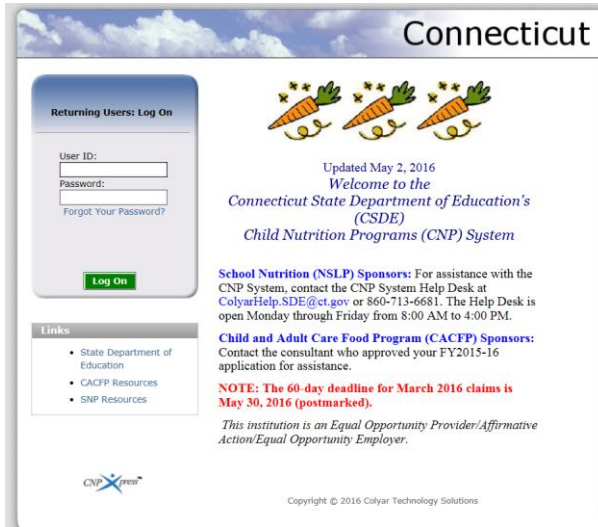 Connecticut
Returning Users: Log On
User ID:
Password:
Forgot Your Password?
Log On
Links
• State Department of
Education
• CACFP Resources
• SNP Resources
CNPXpress™
Updated May 2, 2016
Welcome to the
Connecticut State Department of Education's
(CSDE)
Child Nutrition Programs (CNP) System
School Nutrition (NSLP) Sponsors: For assistance with the
CNP System, contact the CNP System Help Desk at
ColyarHelp.SDE@ct.gov or 860-713-6681. The Help Desk is
open Monday through Friday from 8:00 AM to 4:00 PM.
Child and Adult Care Food Program (CACFP) Sponsors:
Contact the consultant who approved your FY2015-16
application for assistance.
NOTE: The 60-day deadline for March 2016 claims is
May 30, 2016 (postmarked).
This institution is an Equal Opportunity Provider/Affirmative
Action/Equal Opportunity Employer.
Copyright © 2016 Colyar Technology Solutions